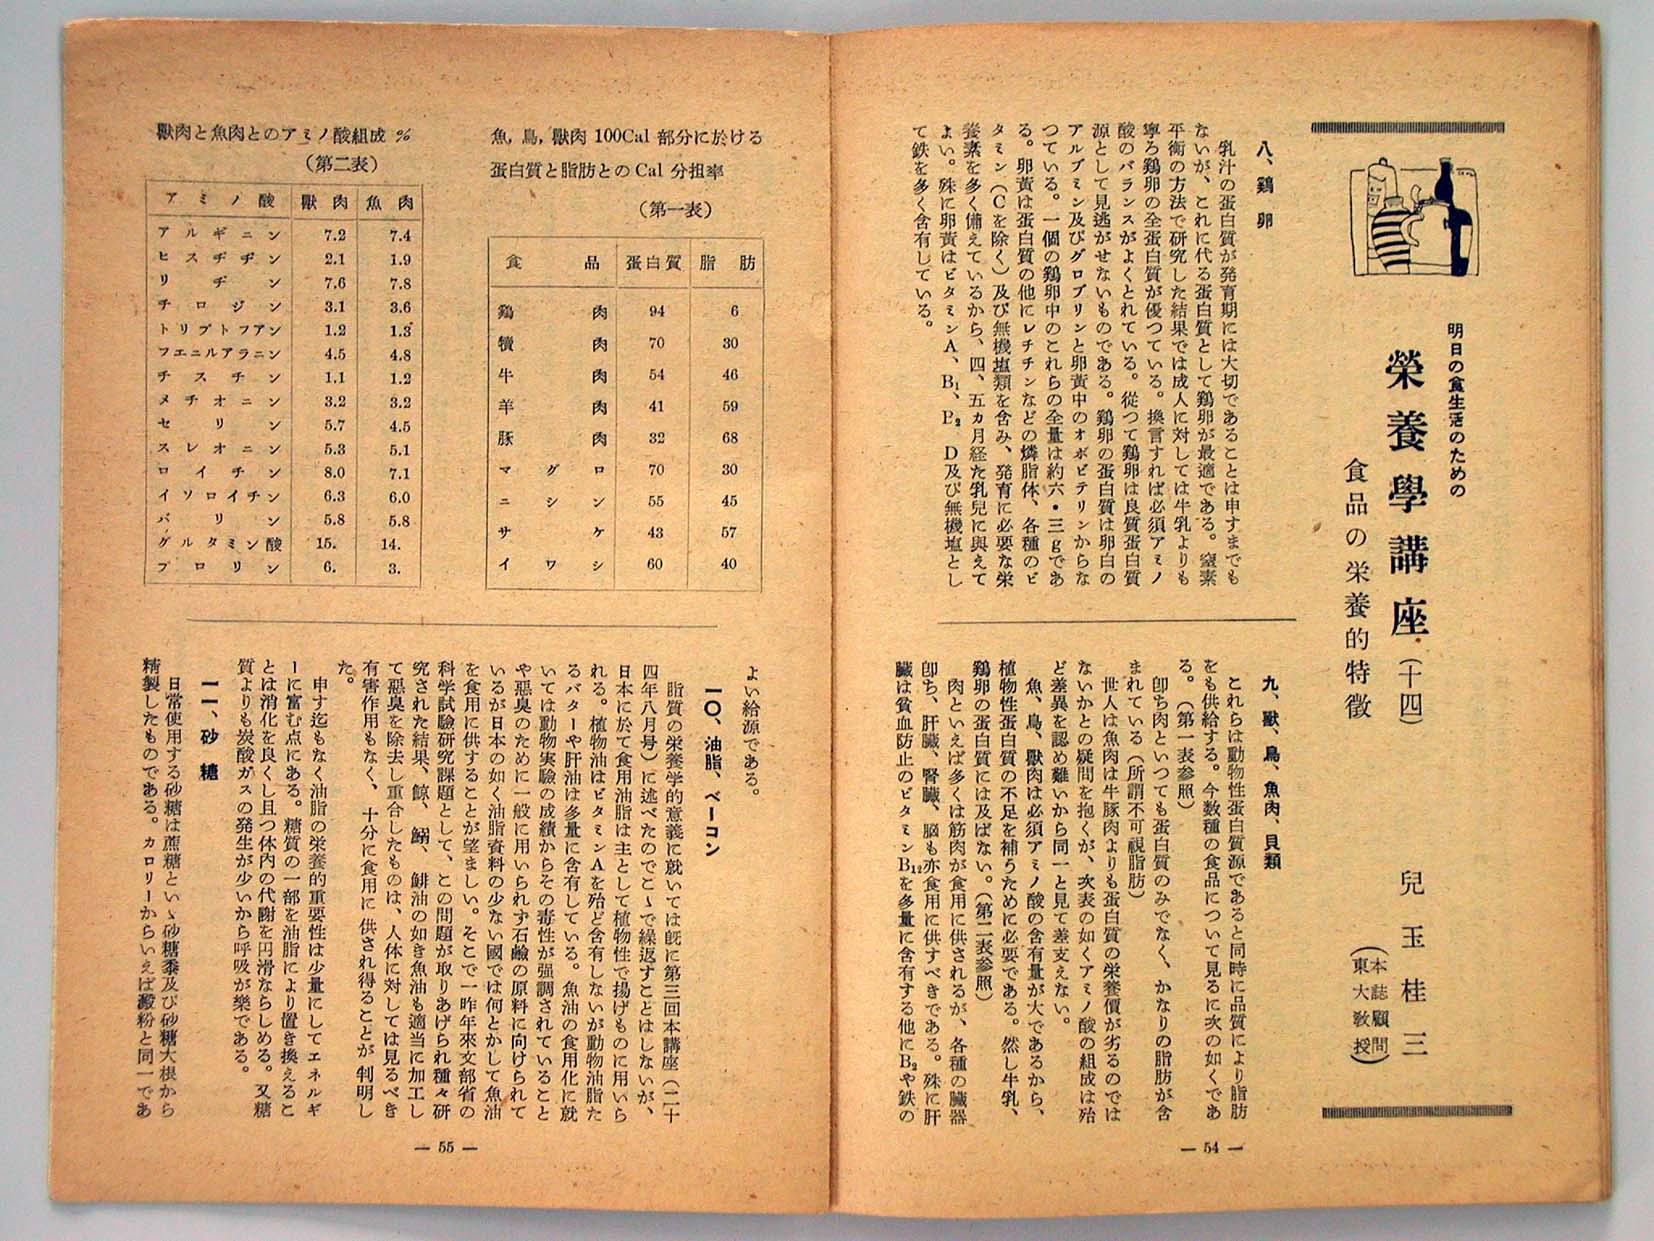 明日の食生活のための
榮養學講座(十四)
食品の栄養的特徵
兒玉桂三
(本誌顧問
東大教授)
八、鶏卵
乳汁の蛋白質が発育期には大切であることは申すまでも
ないが、これに代る蛋白質として鶏卵が最適である。窒素
平衛の方法で研究した結果では成人に対しては牛乳よりも
寧ろ鶏卵の全蛋白質が優つている。換言すれば必須アミノ
酸のバランスがよくとれている。從つて鶏卵は良質蛋白質
源として見逃がせないものである。鶏卵の蛋白質は卵白の
アルブミン及びグロブリンと卵黄中のオボビテリンからな
つている。一個の鶏卵中のこれらの全量は約六・三gであ
る。卵黄は蛋白質の他にレチチンなどの燐脂体、各種のビ
タミン(Cを除く)及び無機塩類を含み、発育に必要な栄
養素を多く備えているから、四、五ヵ月経た乳兒に與えて
よい。殊に卵黄はビタミンA、B₁、B₂、D及び無機塩とし
て鉄を多く含有している。
九、獸、鳥、魚肉、貝類
これらは動物性蛋白質源であると同時に品質により脂肪
をも供給する。今数種の食品について見るに次の如くであ
る。(第一表参照)
卽ち肉といつても蛋白質のみでなく、かなりの脂肪が含
まれている(所謂不可視脂肪)
世人は魚肉は牛豚肉よりも蛋白質の栄養價が劣るのでは
ないかとの疑問を抱くが、次表の如くアミノ酸の組成は殆
ど差異を認め難いから同一と見て差支えない。
魚、鳥、獸肉は必須アミノ酸の含有量が大であるから、
植物性蛋白質の不足を補うために必要である。然し牛乳、
鶏卵の蛋白質には及ばない。(第二表参照)
肉といえば多くは筋肉が食用に供されるが、各種の臓器
卽ち、肝臓、腎臓、脳も亦食用に供すべきである。殊に肝
臓は貧血防止のビタミンB₁₂を多量に含有する他にB₂や鉄の
— 54 —
魚, 鳥, 獸肉 100Cal 部分に於ける
蛋白質と脂肪との Cal 分担率
(第一表)
食品 蛋白質 脂肪
鶏肉 94 6
犢肉 70 30
牛肉 54 46
羊肉 41 59
豚肉 32 68
マグロ 70 30
ニシン 55 45
サケ 43 57
イワシ 60 40
獸肉と魚肉とのアミノ酸組成 %
(第二表)
アミノ酸 獸肉 魚肉
アルギニン 7.2 7.4
ヒスチヂン 2.1 1.9
リヂン 7.6 7.8
チロジン 3.1 3.6
トリプトフアン 1.2 1.3
フエニルアラニン 4.5 4.8
チスチン 1.1 1.2
メチオニン 3.2 3.2
セリン 5.7 4.5
スレオニン 5.3 5.1
ロイチン 8.0 7.1
イソロイチン 6.3 6.0
バリン 5.8 5.8
グルタミン酸 15. 14.
プロリン 6. 3.
よい給源である。
一〇、油脂、ベーコン
脂質の栄養学的意義に就いては旣に第三回本講座(二十
四年八月号)に述べたのでこゝで繰返すことはしないが、
日本に於て食用油脂は主として植物性で揚げものに用いら
れる。植物油はビタミンAを殆ど含有しないが動物油脂た
るバターや肝油は多量に含有している。魚油の食用化に就
いては動物実驗の成績からその毒性が强調されていること
や惡臭のために一般に用いられず石鹼の原料に向けられて
いるが日本の如く油脂資料の少ない國では何とかして魚油
を食用に供することが望ましい。そこで一昨年來文部省の
科学試驗研究課題として、この問題が取りあげられ種々研
究された結果、鯨、鰯、鯡油の如き魚油も適当に加工し
て惡臭を除去し重合したものは、人体に対しては見るべき
有害作用もなく、十分に食用に供され得ることが判明し
た。
申す迄もなく油脂の栄養的重要性は少量にしてエネルギ
ーに富む点にある。糖質の一部を油脂により置き換えるこ
とは消化を良くし且つ体內の代謝を円滑ならしめる。又糖
質よりも炭酸ガスの発生が少いから呼吸が樂である。
一一、砂糖
日常使用する砂糖は蔗糖といゝ砂糖黍及び砂糖大根から
精製したものである。カロリーからいえば澱粉と同一であ
— 55 —